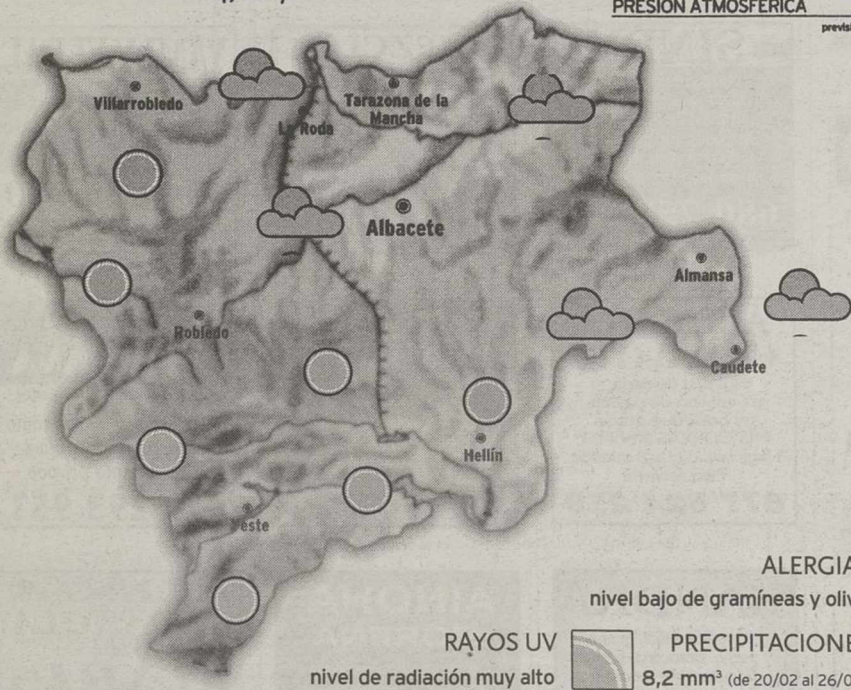 PRESIÓN ATMOSFÉRICA
Villarrobledo
Tarazona de la
Mancha
La Roda
Albacete
Almansa
Robledo
Caudete
Hellín
Yeste
ALERGIA
nivel bajo de gramíneas y oliv
RAYOS UV
nivel de radiación muy alto
PRECIPITACIONE
8,2 mm³ (de 20/02 al 26/0